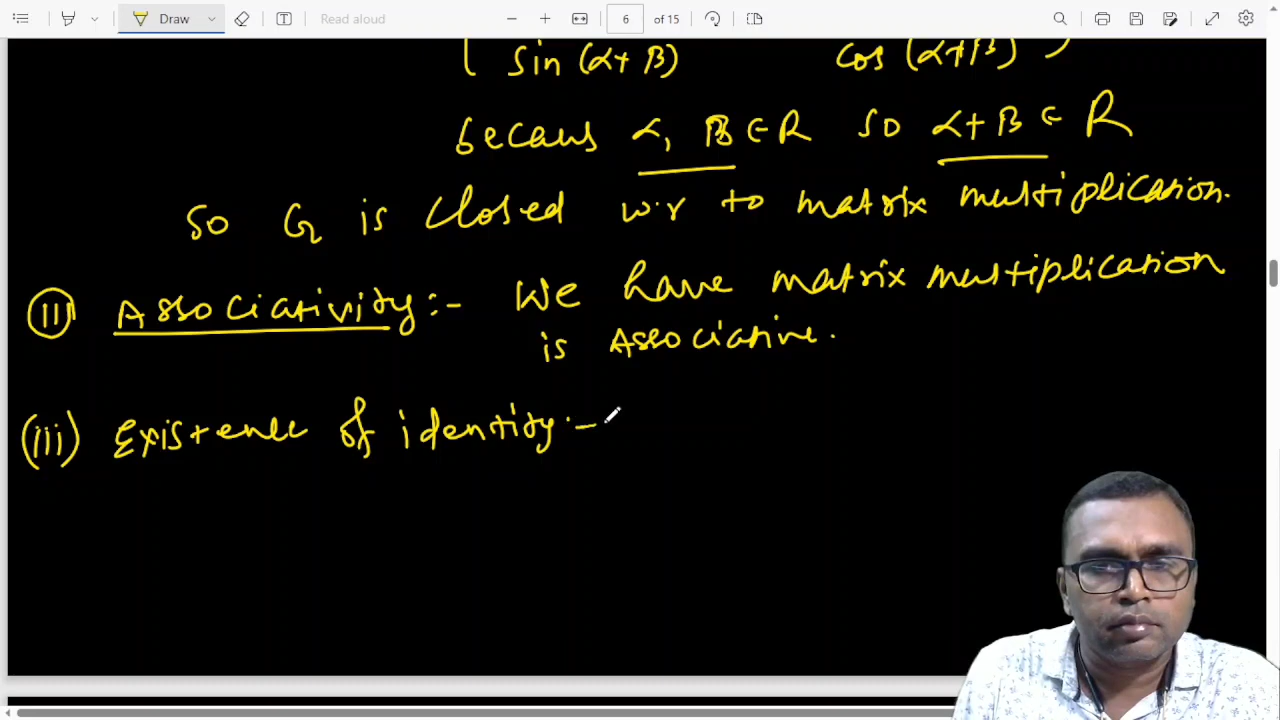 Draw
Read aloud
6 of 15
sin (α+β) cos (α+β)
becaus α, β ∈ R so α+β ∈ R
So G is closed w.r to matrix multiplication.
(II) Associativity:- We have matrix multiplication
is Associative.
(iii) Existence of identity:-